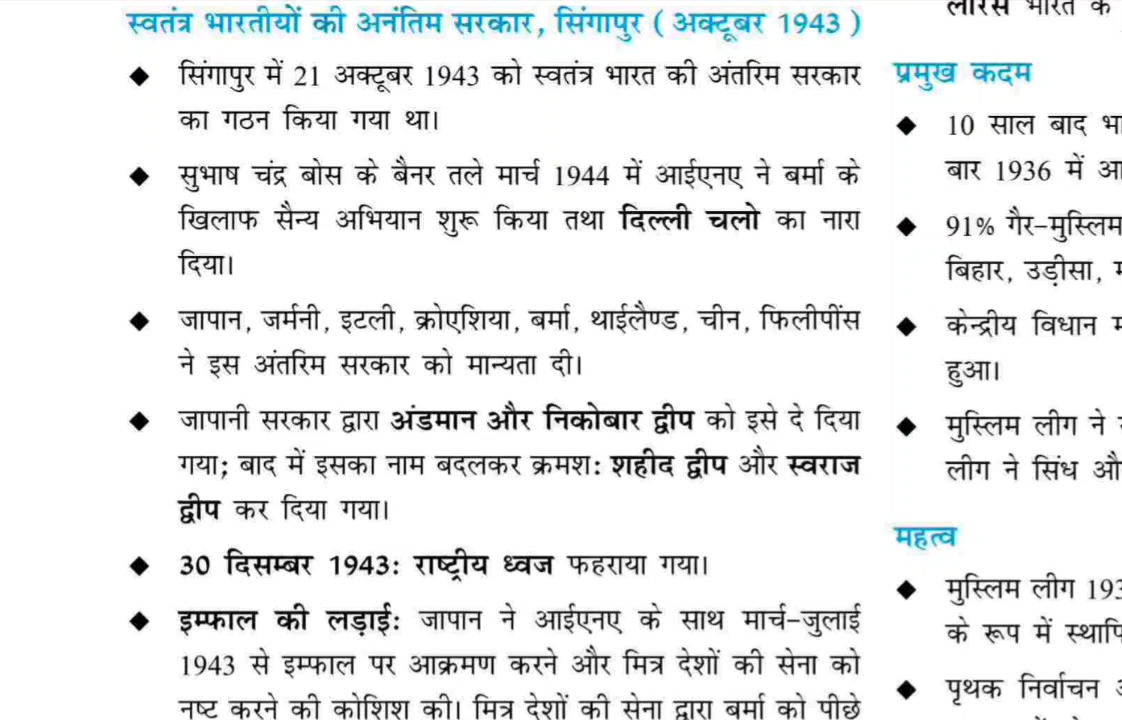 स्वतंत्र भारतीयों की अनंतिम सरकार, सिंगापुर ( अक्टूबर 1943 )
◆ सिंगापुर में 21 अक्टूबर 1943 को स्वतंत्र भारत की अंतरिम सरकार
का गठन किया गया था।
◆ सुभाष चंद्र बोस के बैनर तले मार्च 1944 में आईएनए ने बर्मा के
खिलाफ सैन्य अभियान शुरू किया तथा दिल्ली चलो का नारा
दिया।
◆ जापान, जर्मनी, इटली, क्रोएशिया, बर्मा, थाईलैण्ड, चीन, फिलीपींस
ने इस अंतरिम सरकार को मान्यता दी।
◆ जापानी सरकार द्वारा अंडमान और निकोबार द्वीप को इसे दे दिया
गया; बाद में इसका नाम बदलकर क्रमश: शहीद द्वीप और स्वराज
द्वीप कर दिया गया।
◆ 30 दिसम्बर 1943: राष्ट्रीय ध्वज फहराया गया।
◆ इम्फाल की लड़ाई: जापान ने आईएनए के साथ मार्च-जुलाई
1943 से इम्फाल पर आक्रमण करने और मित्र देशों की सेना को
नष्ट करने की कोशिश की। मित्र देशों की सेना द्वारा बर्मा को पीछे
भारत के
प्रमुख कदम
◆ 10 साल बाद
बार 1936 में
◆ 91% गैर-मुस्लिम
बिहार, उड़ीसा,
◆ केन्द्रीय विधान
हुआ।
◆ मुस्लिम लीग ने
लीग ने सिंध
महत्व
◆ मुस्लिम लीग
के रूप में
◆ पृथक निर्वाचन